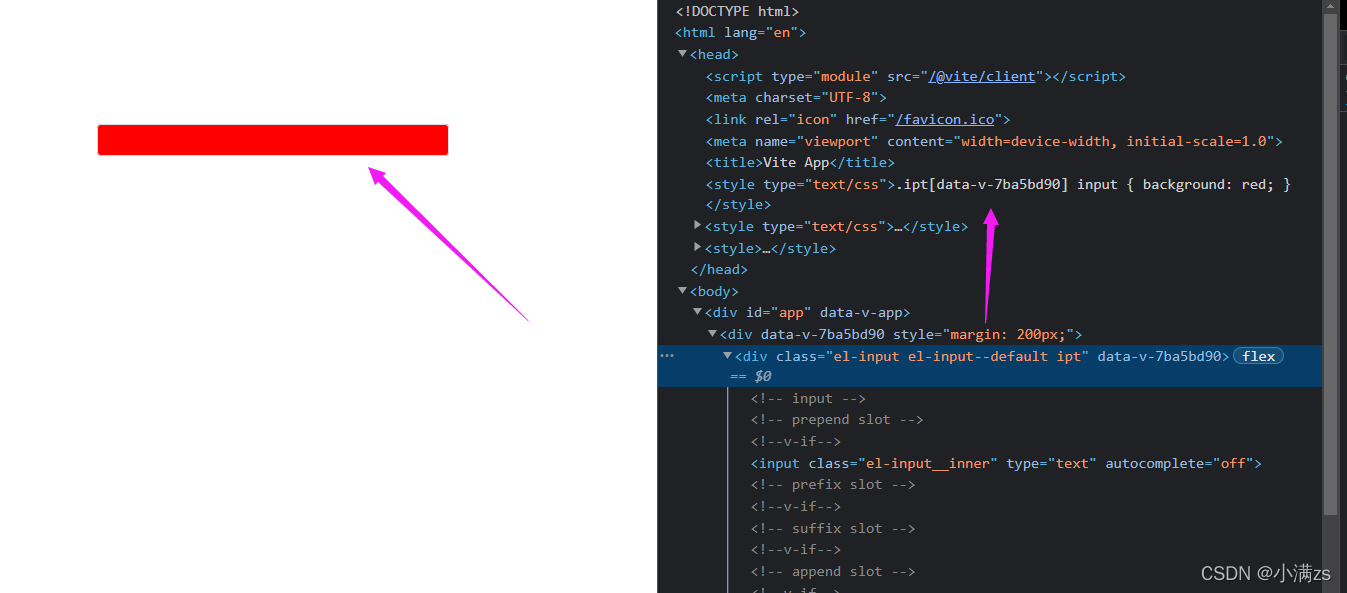 <!DOCTYPE html>
<html lang="en">
<head>
<script type="module" src="/@vite/client"></script>
<meta charset="UTF-8">
<link rel="icon" href="/favicon.ico">
<meta name="viewport" content="width=device-width, initial-scale=1.0">
<title>Vite App</title>
<style type="text/css">.ipt[data-v-7ba5bd90] input { background: red; }
</style>
<style type="text/css">…</style>
<style>…</style>
</head>
<body>
<div id="app" data-v-app>
<div data-v-7ba5bd90 style="margin: 200px;">
<div class="el-input el-input--default ipt" data-v-7ba5bd90> flex
== $0
<!-- input -->
<!-- prepend slot -->
<!--v-if-->
<input class="el-input__inner" type="text" autocomplete="off">
<!-- prefix slot -->
<!--v-if-->
<!-- suffix slot -->
<!--v-if-->
<!-- append slot -->
<!--v-if-->
CSDN @小满zs